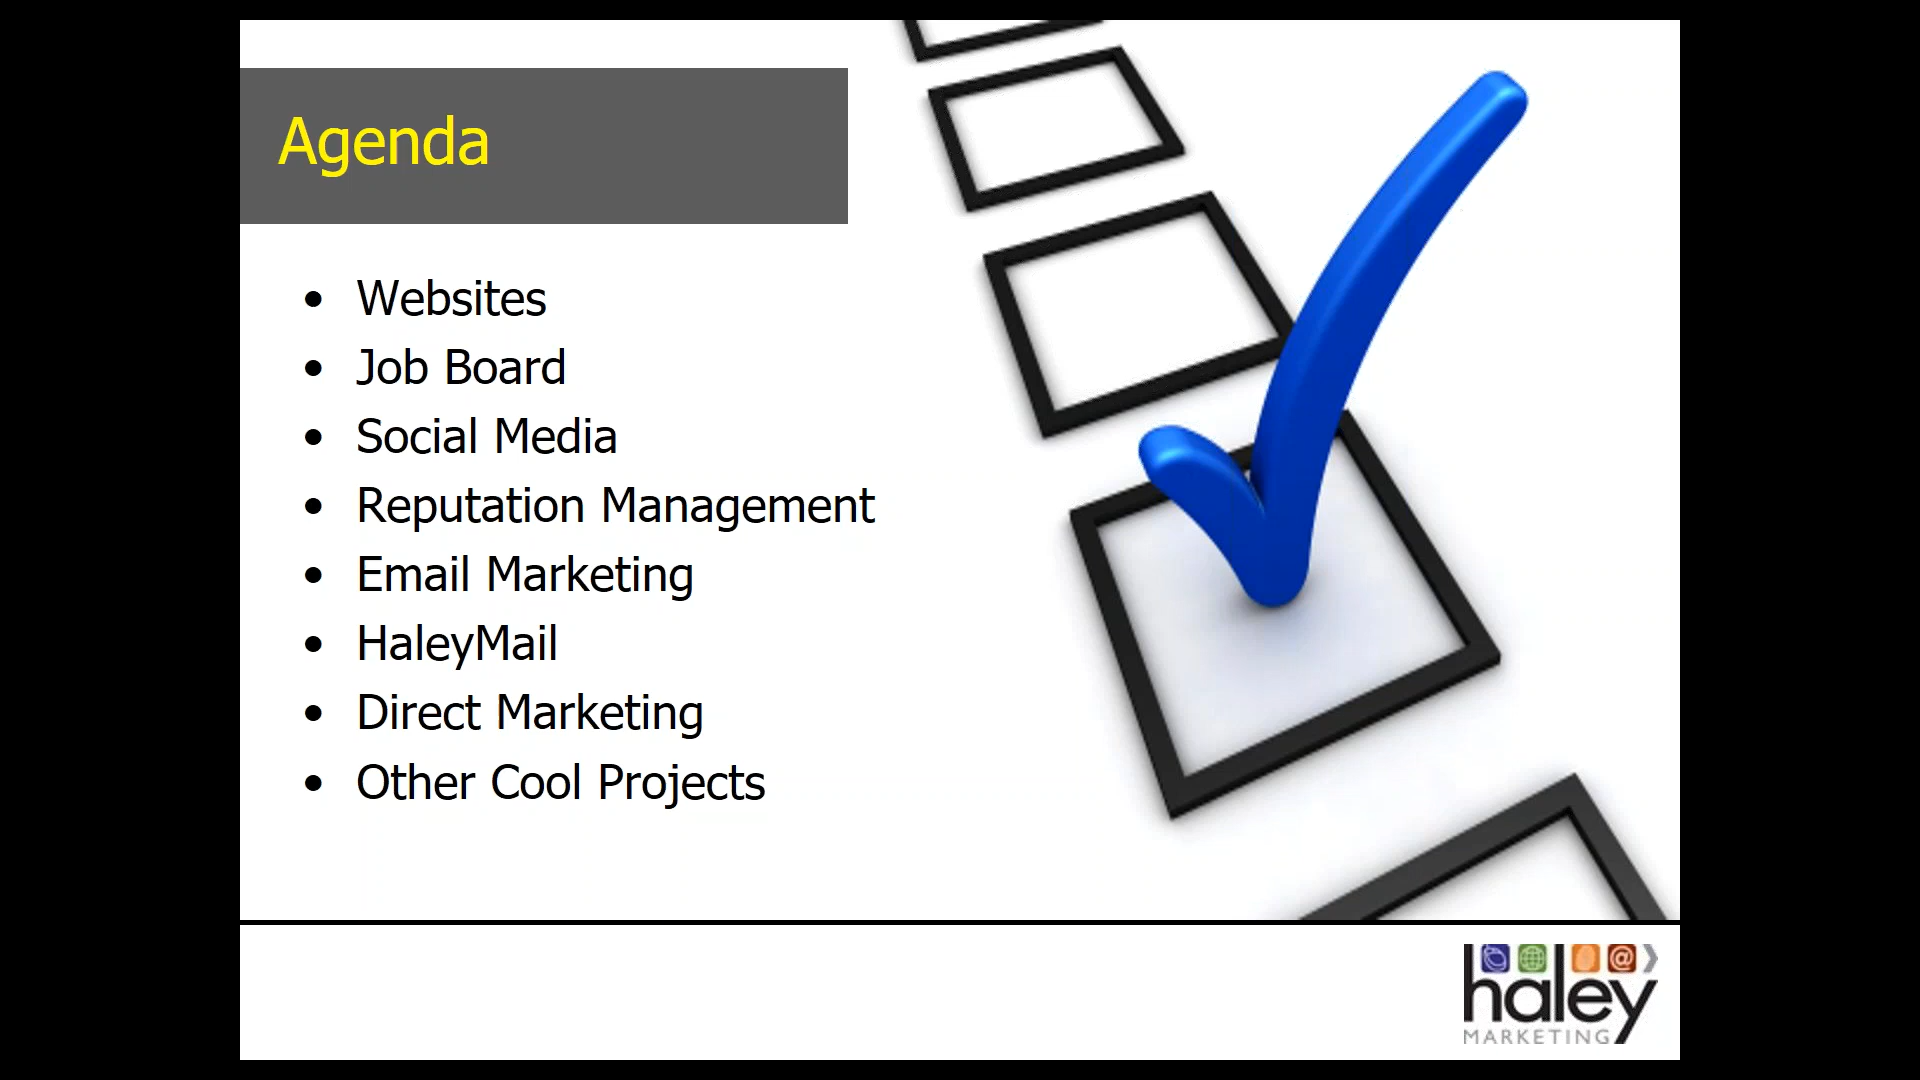 Agenda
• Websites
• Job Board
• Social Media
• Reputation Management
• Email Marketing
• HaleyMail
• Direct Marketing
• Other Cool Projects
haley
MARKETING